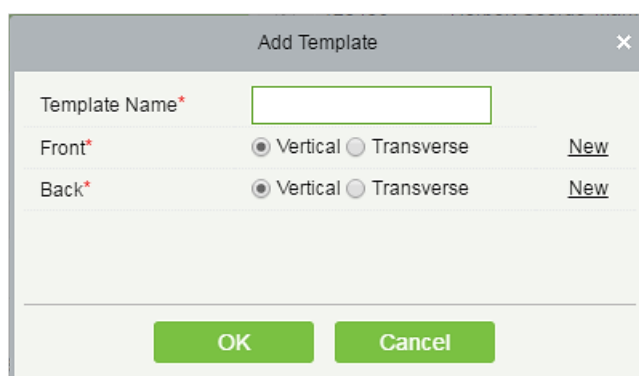 Add Template
Template Name*
Front* Vertical Transverse New
Back* Vertical Transverse New
OK Cancel